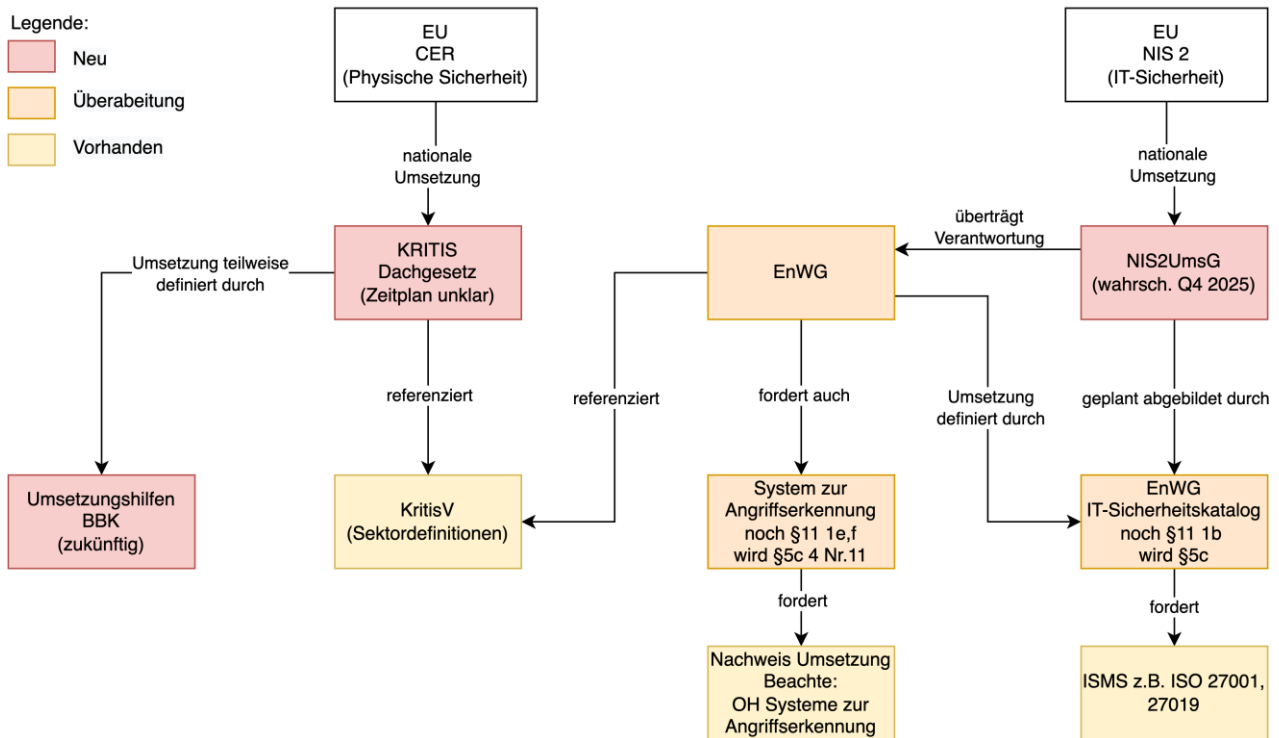 Legende:
Neu
Überabeitung
Vorhanden
EU
CER
(Physische Sicherheit)
EU
NIS 2
(IT-Sicherheit)
nationale
Umsetzung
nationale
Umsetzung
KRITIS
Dachgesetz
(Zeitplan unklar)
EnWG
überträgt
Verantwortung
NIS2UmsG
(wahrsch. Q4 2025)
Umsetzung teilweise
definiert durch
referenziert
referenziert
fordert auch
Umsetzung
definiert durch
geplant abgebildet durch
Umsetzungshilfen
BBK
(zukünftig)
KritisV
(Sektordefinitionen)
System zur
Angriffserkennung
noch §11 1e,f
wird §5c 4 Nr.11
EnWG
IT-Sicherheitskatalog
noch §11 1b
wird §5c
fordert
fordert
Nachweis Umsetzung
Beachte:
OH Systeme zur
Angriffserkennung
ISMS z.B. ISO 27001,
27019